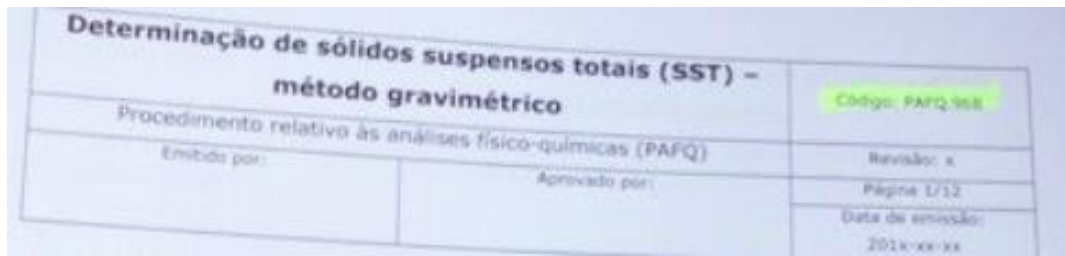 Determinação de sólidos suspensos totais (SST) –
método gravimétrico
Código: PAFQ.968
Procedimento relativo às análises físico-químicas (PAFQ)
Revisão: x
Emitido por:
Aprovado por:
Página 1/12
Data de emissão:
201x-xx-xx